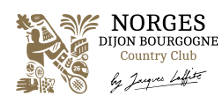 NORGES
DIJON BOURGOGNE
Country Club
by Jacques Laffite